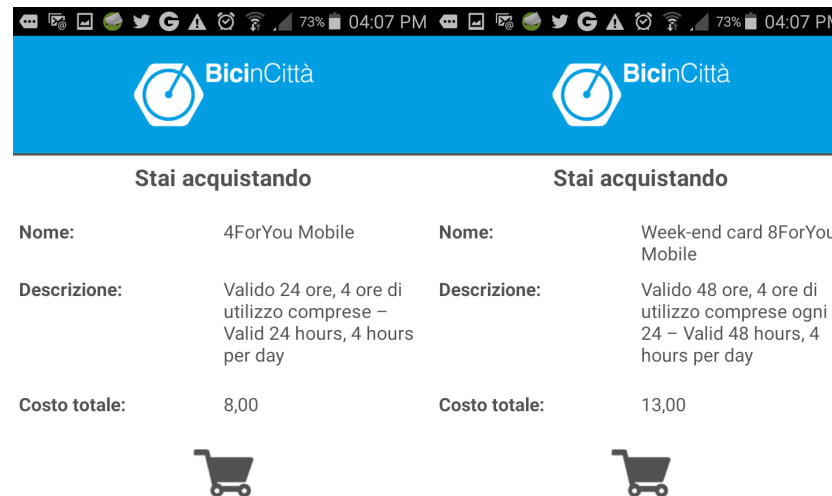 73% 04:07 PM
BicinCittà
Stai acquistando
Nome: 4ForYou Mobile
Descrizione: Valido 24 ore, 4 ore di
utilizzo comprese –
Valid 24 hours, 4 hours
per day
Costo totale: 8,00
73% 04:07 PM
BicinCittà
Stai acquistando
Nome: Week-end card 8ForYou
Mobile
Descrizione: Valido 48 ore, 4 ore di
utilizzo comprese ogni
24 – Valid 48 hours, 4
hours per day
Costo totale: 13,00